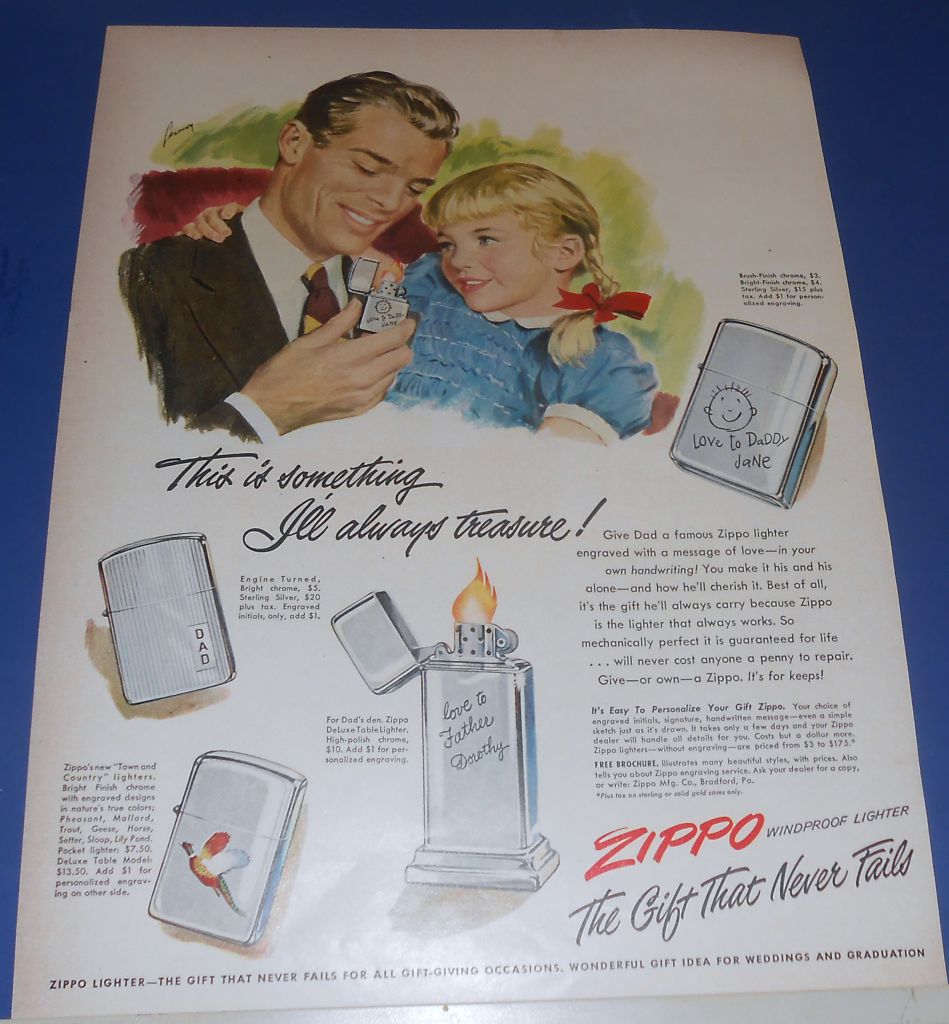 Love to Daddy
Jane
Brush-Finish chrome, $3.
Bright-Finish chrome, $4.
Sterling Silver, $15 plus
tax. Add $1 for person-
alized engraving.
Love to Daddy
Jane
This is something
I'll always treasure!
Give Dad a famous Zippo lighter
engraved with a message of love—in your
own handwriting! You make it his and his
alone—and how he'll cherish it. Best of all,
it's the gift he'll always carry because Zippo
is the lighter that always works. So
mechanically perfect it is guaranteed for life
. . . will never cost anyone a penny to repair.
Give—or own—a Zippo. It's for keeps!
Engine Turned,
Bright chrome, $5.
Sterling Silver, $20
plus tax. Engraved
initials, only, add $1.
DAD
love to
Father
Dorothy
For Dad's den. Zippo
DeLuxe Table Lighter.
High-polish chrome,
$10. Add $1 for per-
sonalized engraving.
It's Easy To Personalize Your Gift Zippo. Your choice of
engraved initials, signature, handwritten message—even a simple
sketch just as it's drawn. It takes only a few days and your Zippo
dealer will handle all details for you. Costs but a dollar more.
Zippo lighters—without engraving—are priced from $3 to $175.*
FREE BROCHURE. Illustrates many beautiful styles, with prices. Also
tells you about Zippo engraving service. Ask your dealer for a copy,
or write: Zippo Mfg. Co., Bradford, Pa.
*Plus tax on sterling or solid gold cases only.
Zippo's new "Town and
Country" lighters.
Bright Finish chrome
with engraved designs
in nature's true colors;
Pheasant, Mallard,
Trout, Geese, Horse,
Setter, Sloop, Lily Pond.
Pocket lighter: $7.50.
DeLuxe Table Model:
$13.50. Add $1 for
personalized engrav-
ing on other side.
ZIPPO WINDPROOF LIGHTER
The Gift That Never Fails
ZIPPO LIGHTER—THE GIFT THAT NEVER FAILS FOR ALL GIFT-GIVING OCCASIONS. WONDERFUL GIFT IDEA FOR WEDDINGS AND GRADUATION